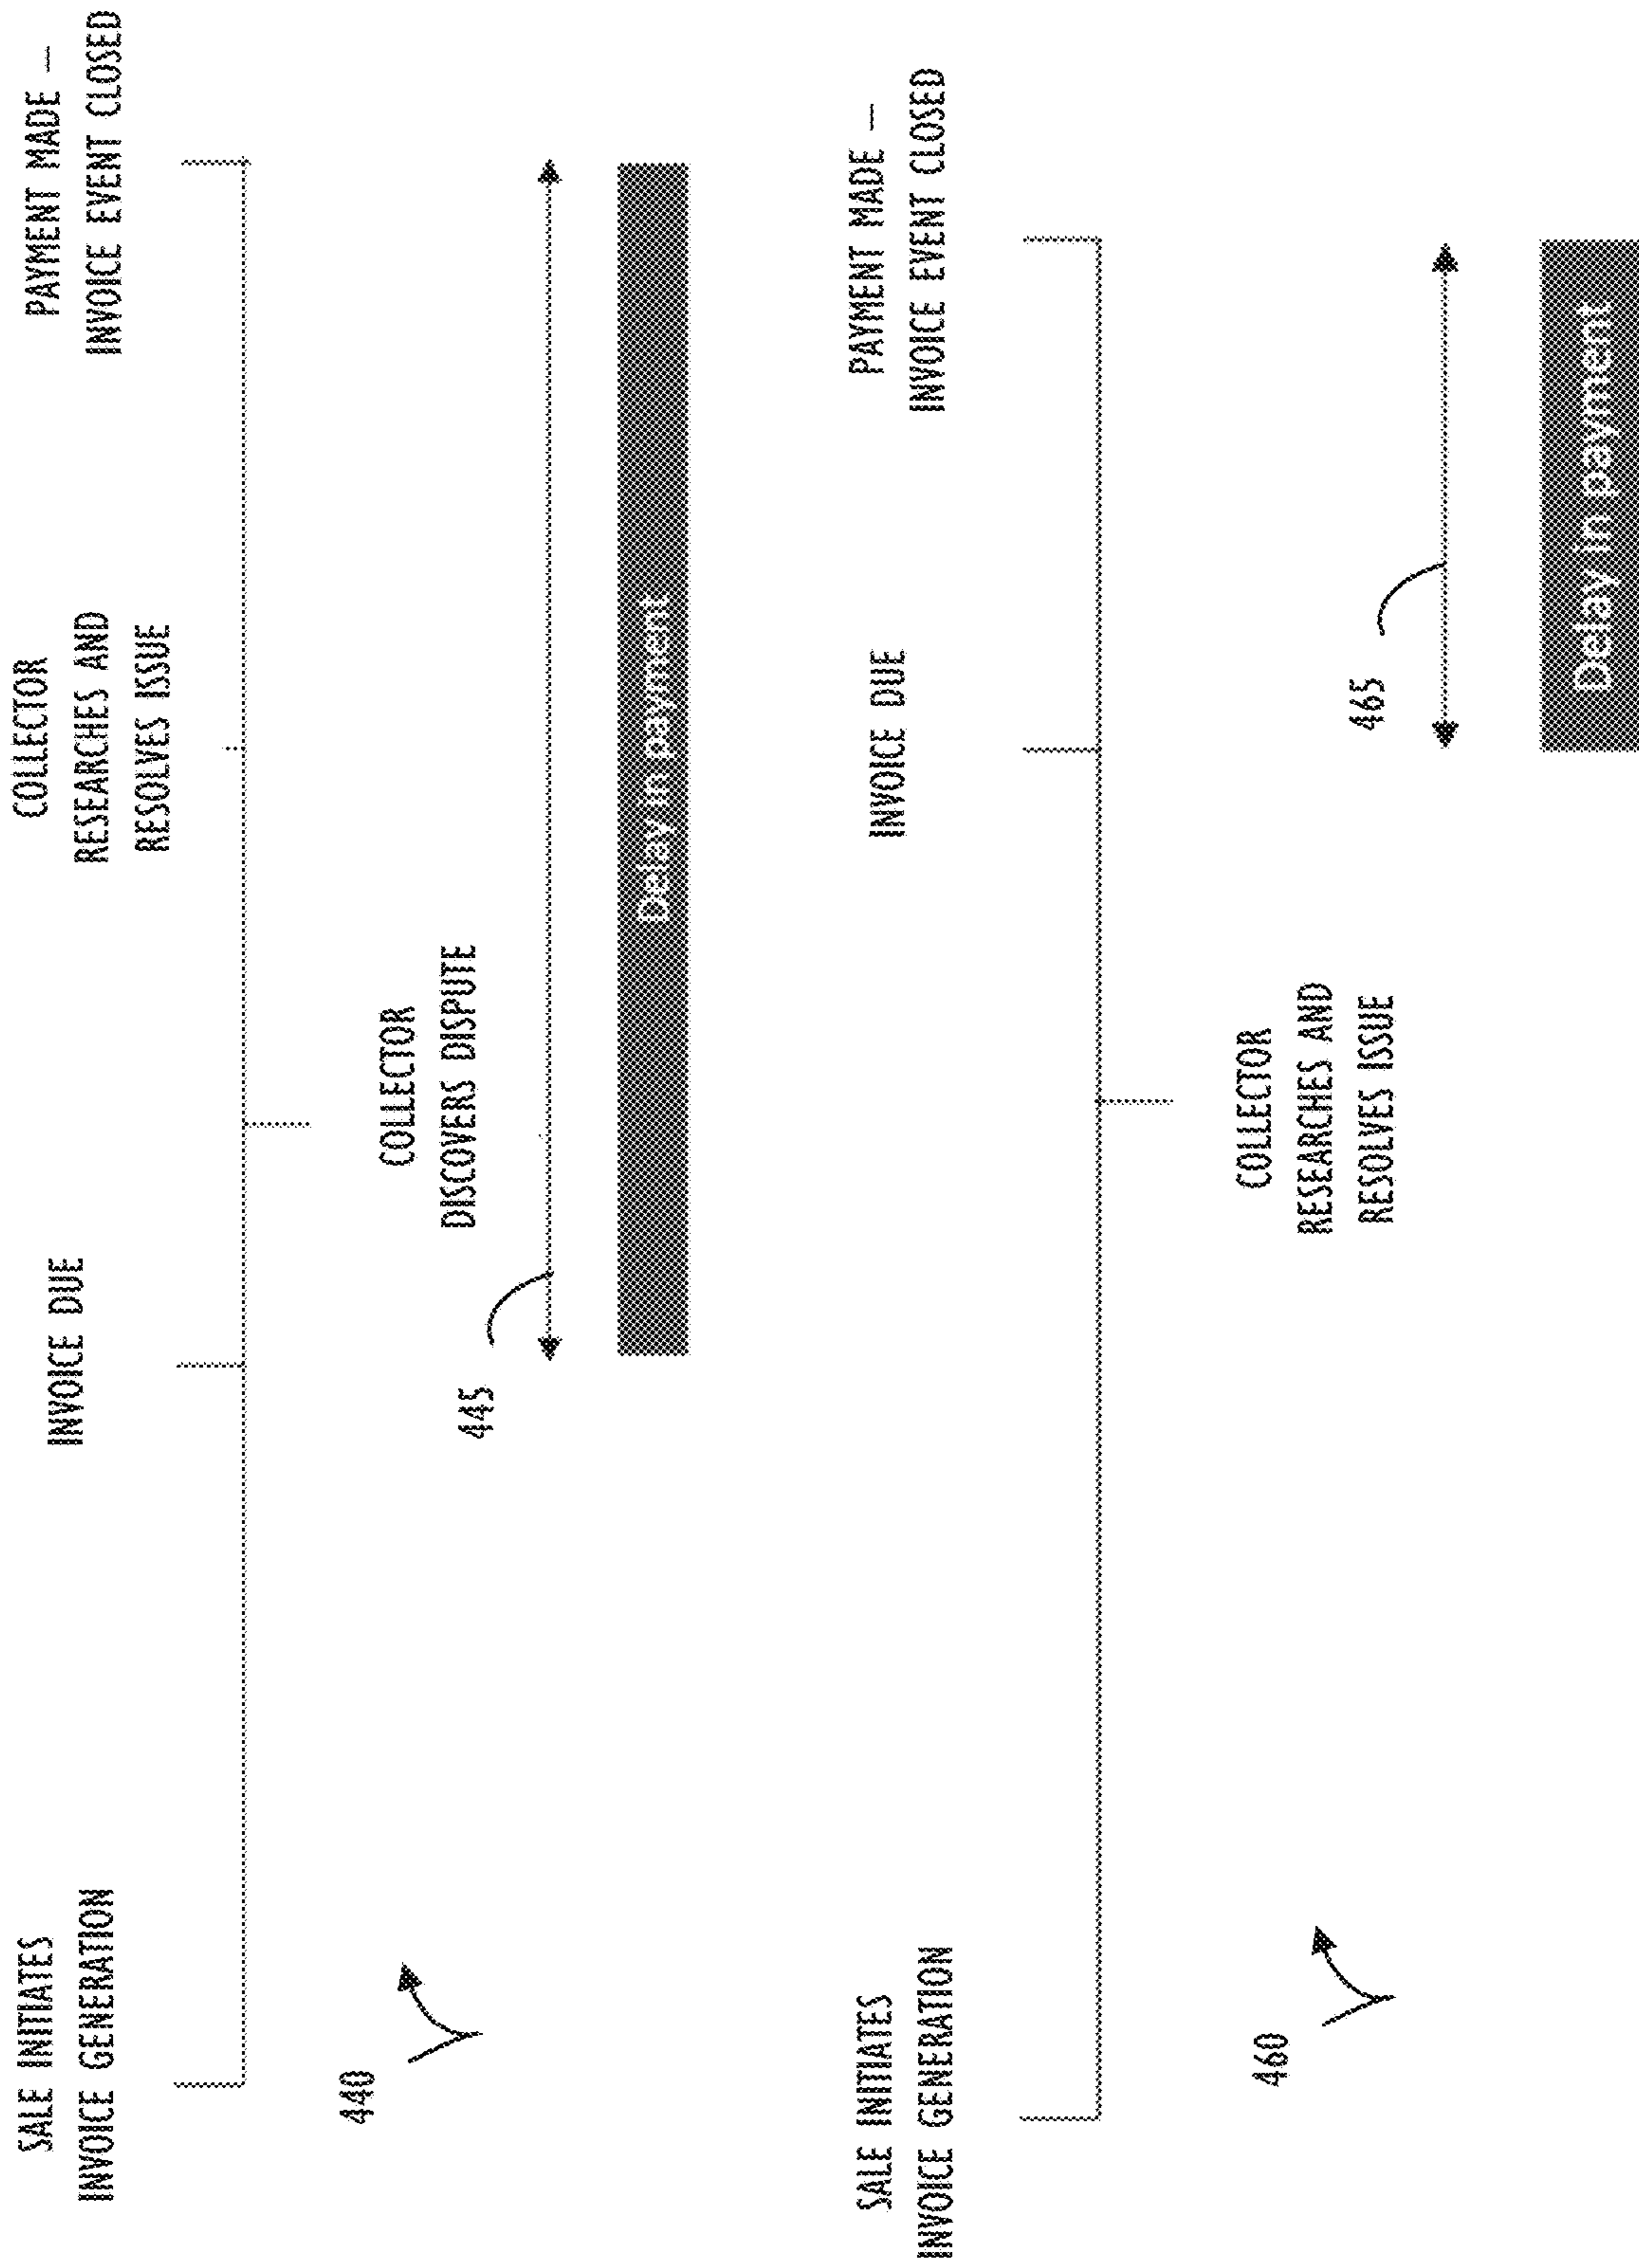 SALE INITIATES
INVOICE GENERATION
INVOICE DUE
COLLECTOR
RESEARCHES AND
RESOLVES ISSUE
PAYMENT MADE –
INVOICE EVENT CLOSED
440
COLLECTOR
DISCOVERS DISPUTE
445
Delay in payment
SALE INITIATES
INVOICE GENERATION
INVOICE DUE
PAYMENT MADE –
INVOICE EVENT CLOSED
460
COLLECTOR
RESEARCHES AND
RESOLVES ISSUE
465
Delay in payment